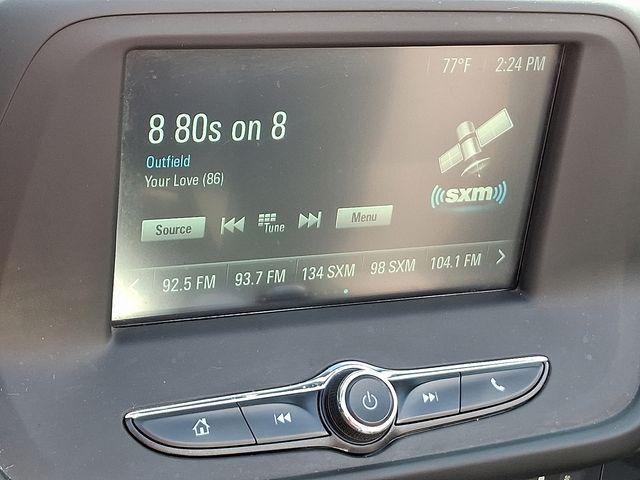 77°F 2:24 PM
8 80s on 8
Outfield
Your Love (86)
sxm
Source Tune Menu
92.5 FM 93.7 FM 134 SXM 98 SXM 104.1 FM